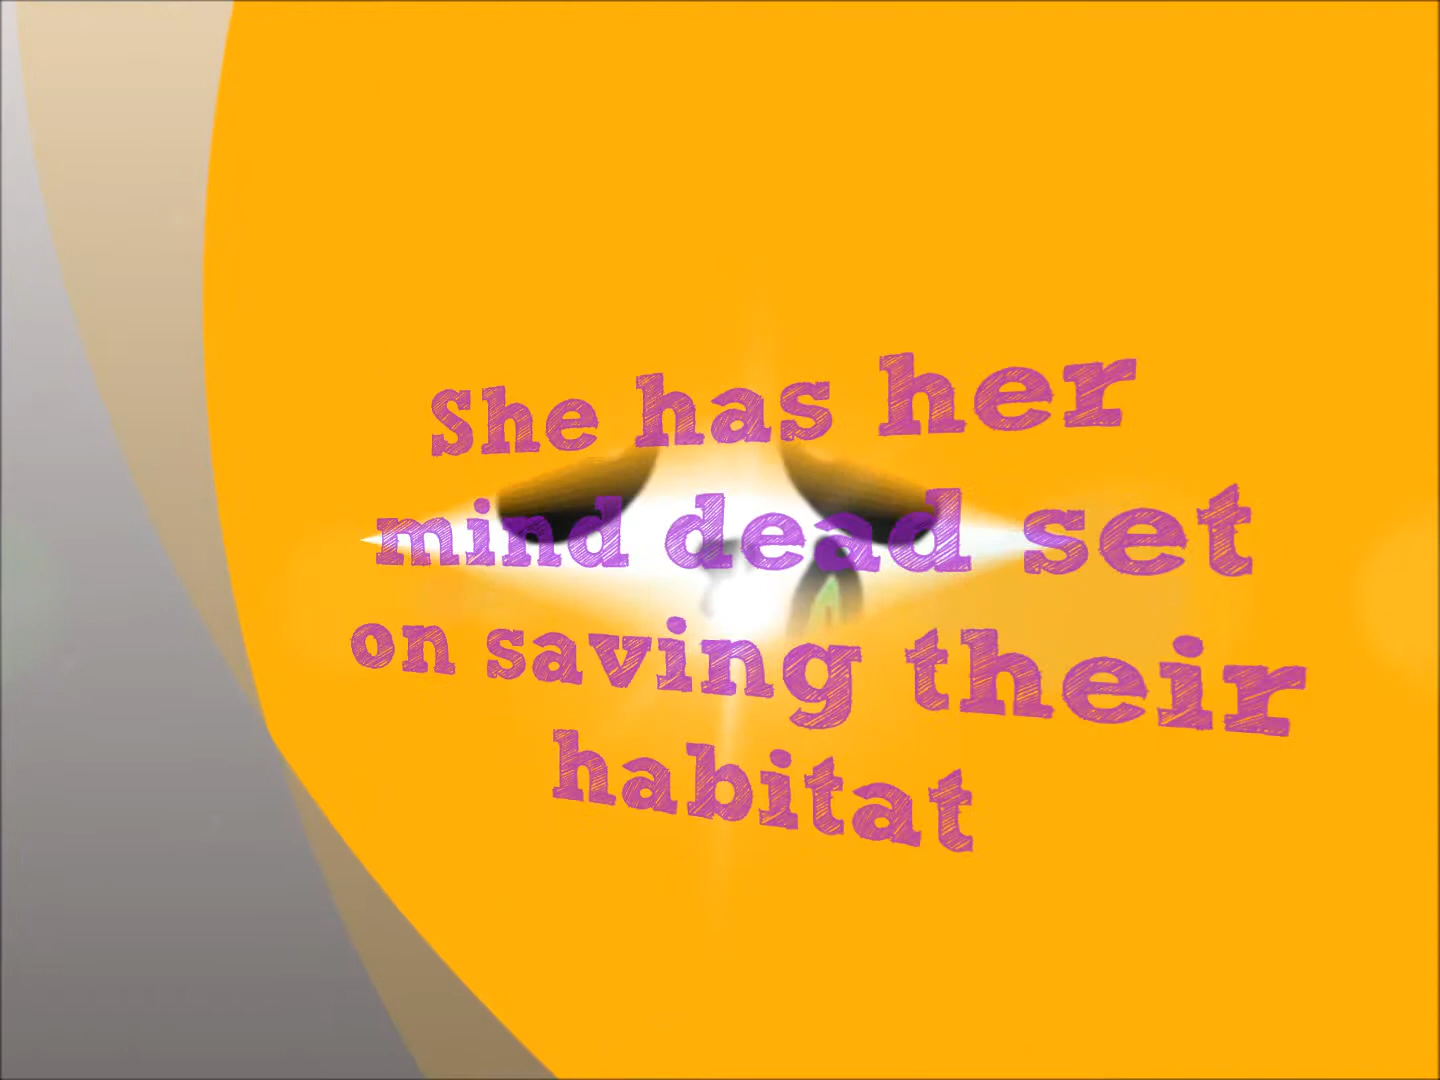 She has her
mind dead set
on saving their
habitat